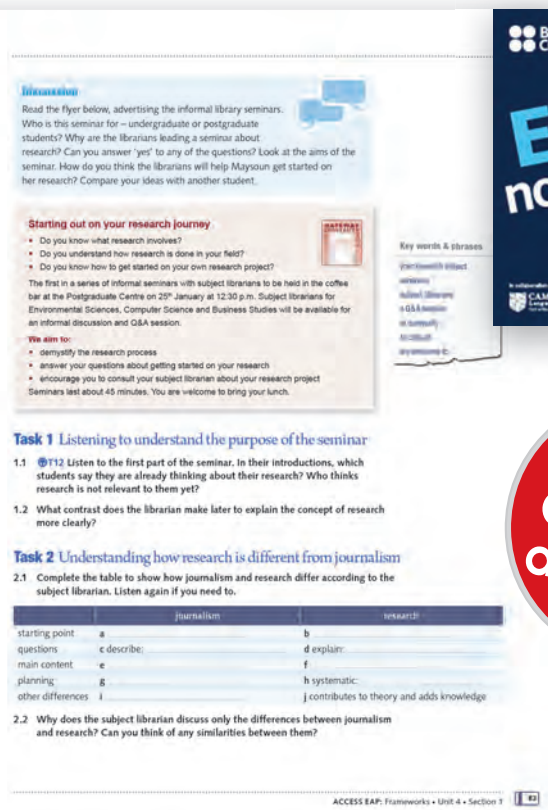 Discussion
Read the flyer below, advertising the informal library seminars.
Who is this seminar for – undergraduate or postgraduate
students? Why are the librarians leading a seminar about
research? Can you answer 'yes' to any of the questions? Look at the aims of the
seminar. How do you think the librarians will help Maysoun get started on
her research? Compare your ideas with another student.
Starting out on your research journey
GATEWAY
• Do you know what research involves?
• Do you understand how research is done in your field?
• Do you know how to get started on your own research project?
The first in a series of informal seminars with subject librarians to be held in the coffee
bar at the Postgraduate Centre on 25th January at 12:30 p.m. Subject librarians for
Environmental Sciences, Computer Science and Business Studies will be available for
an informal discussion and Q&A session.
We aim to:
• demystify the research process
• answer your questions about getting started on your research
• encourage you to consult your subject librarian about your research project
Seminars last about 45 minutes. You are welcome to bring your lunch.
Key words & phrases
a Q&A session
Task 1 Listening to understand the purpose of the seminar
1.1 T12 Listen to the first part of the seminar. In their introductions, which
students say they are already thinking about their research? Who thinks
research is not relevant to them yet?
1.2 What contrast does the librarian make later to explain the concept of research
more clearly?
Task 2 Understanding how research is different from journalism
2.1 Complete the table to show how journalism and research differ according to the
subject librarian. Listen again if you need to.
journalism research
starting point a b
questions c describe: d explain:
main content e f
planning g h systematic:
other differences i j contributes to theory and adds knowledge
2.2 Why does the subject librarian discuss only the differences between journalism
and research? Can you think of any similarities between them?
ACCESS EAP: Frameworks • Unit 4 • Section 1
B
C
E
no
In collaboration
CAM